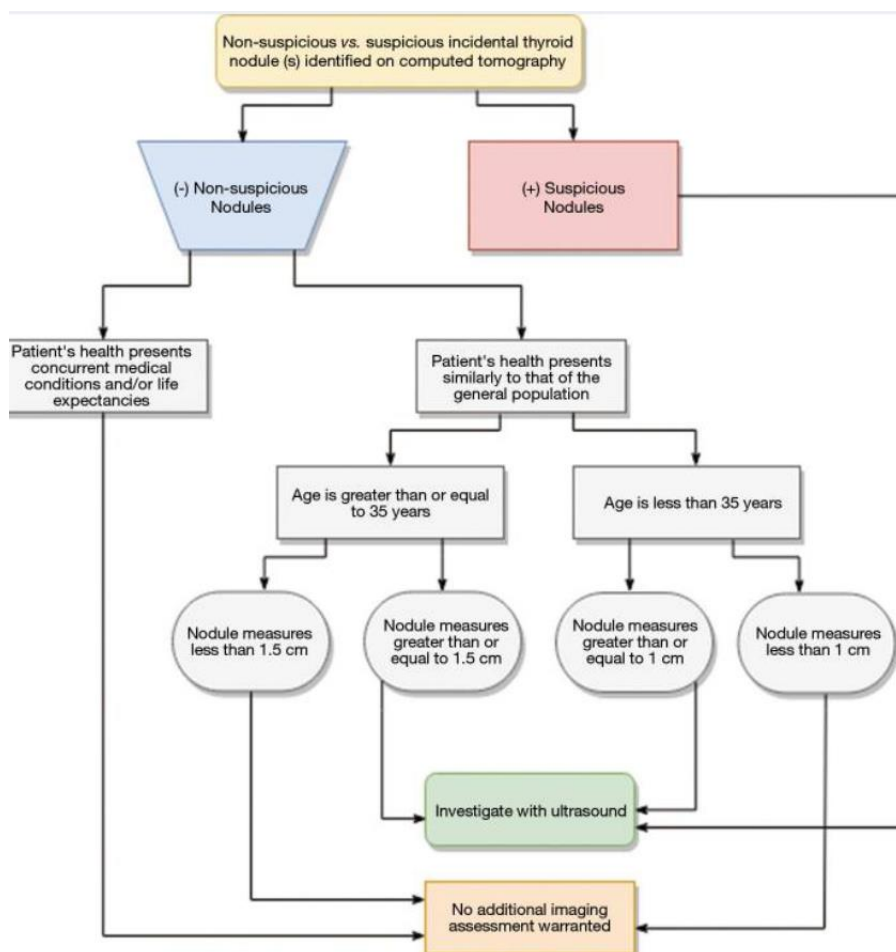 Non-suspicious vs. suspicious incidental thyroid
nodule (s) identified on computed tomography
(-) Non-suspicious
Nodules
(+) Suspicious
Nodules
Patient's health presents
concurrent medical
conditions and/or life
expectancies
Patient's health presents
similarly to that of the
general population
Age is greater than or equal
to 35 years
Age is less than 35 years
Nodule measures
less than 1.5 cm
Nodule measures
greater than or
equal to 1.5 cm
Nodule measures
greater than or
equal to 1 cm
Nodule measures
less than 1 cm
Investigate with ultrasound
No additional imaging
assessment warranted